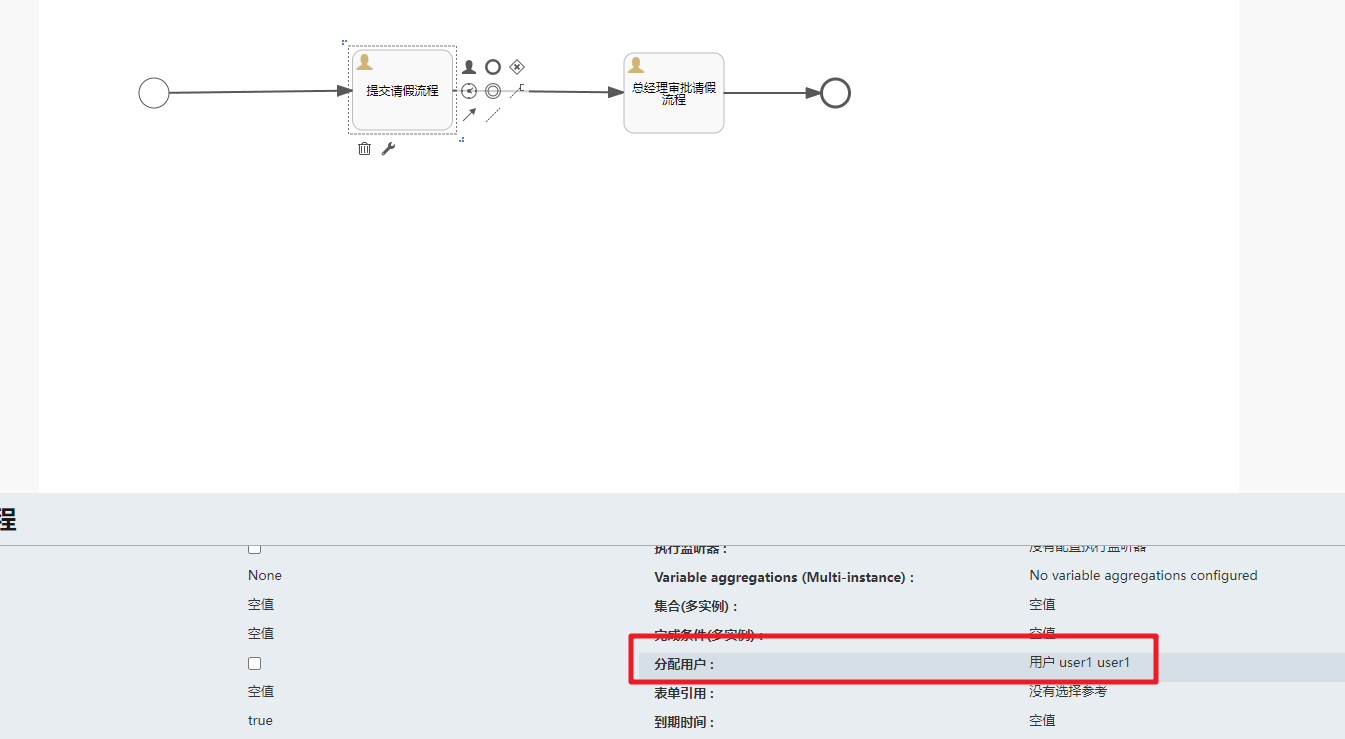 提交请假流程
总经理审批请假
流程
程
执行监听器：
没有配置执行监听器
None
Variable aggregations (Multi-instance)：
No variable aggregations configured
空值
集合(多实例)：
空值
空值
完成条件(多实例)：
空值
分配用户：
用户 user1 user1
空值
表单引用：
没有选择参考
true
到期时间：
空值